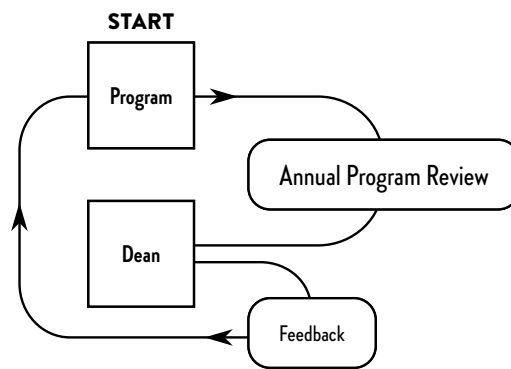 START
Program
Annual Program Review
Dean
Feedback